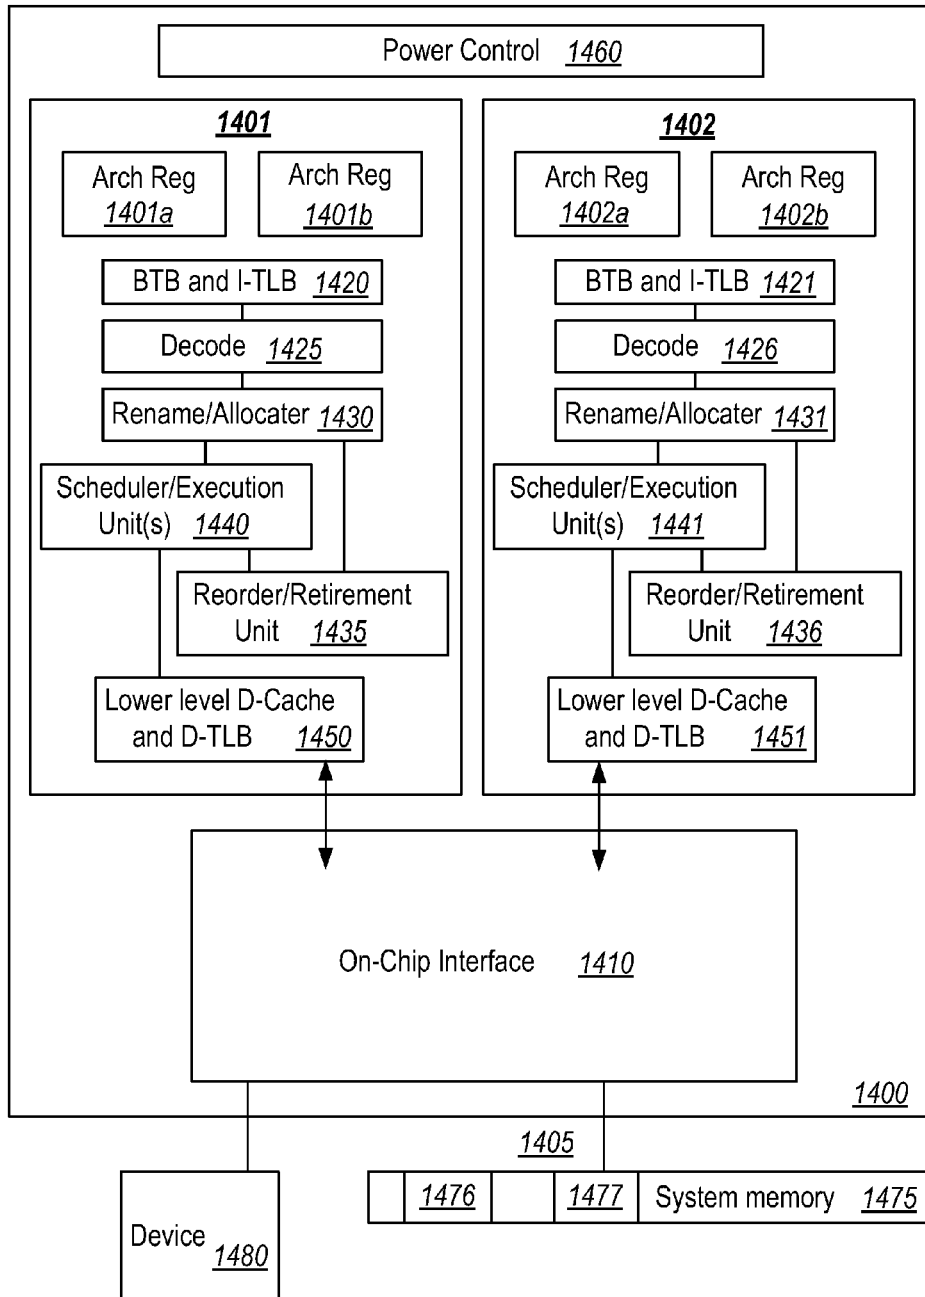 Power Control 1460
1401
Arch Reg
1401a
Arch Reg
1401b
BTB and I-TLB 1420
Decode 1425
Rename/Allocater 1430
Scheduler/Execution
Unit(s) 1440
Reorder/Retirement
Unit 1435
Lower level D-Cache
and D-TLB 1450
1402
Arch Reg
1402a
Arch Reg
1402b
BTB and I-TLB 1421
Decode 1426
Rename/Allocater 1431
Scheduler/Execution
Unit(s) 1441
Reorder/Retirement
Unit 1436
Lower level D-Cache
and D-TLB 1451
On-Chip Interface 1410
1400
1405
1476 1477 System memory 1475
Device 1480